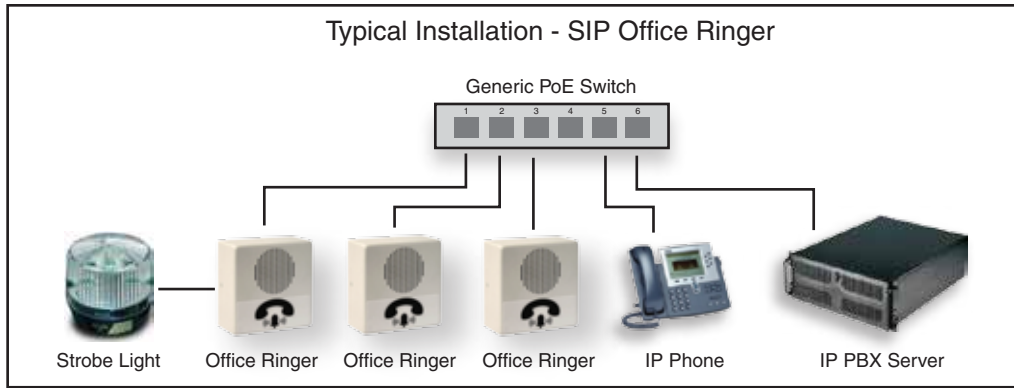 Typical Installation - SIP Office Ringer
Generic PoE Switch
1 2 3 4 5 6
Strobe Light
Office Ringer
Office Ringer
Office Ringer
IP Phone
IP PBX Server